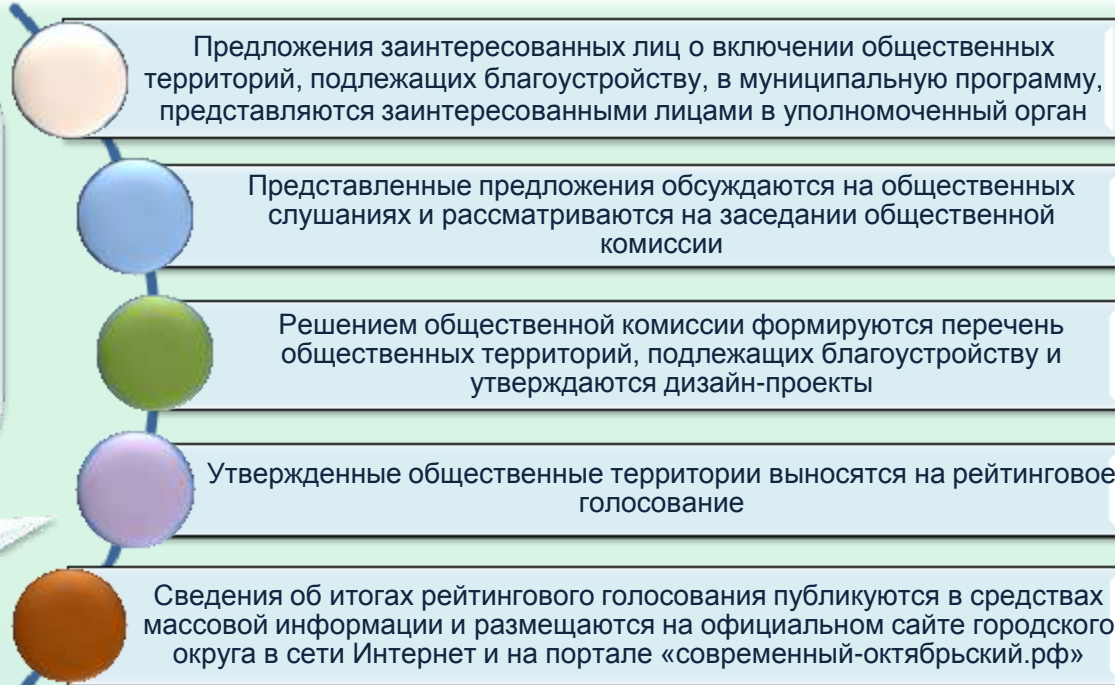 Предложения заинтересованных лиц о включении общественных
территорий, подлежащих благоустройству, в муниципальную программу,
представляются заинтересованными лицами в уполномоченный орган
Представленные предложения обсуждаются на общественных
слушаниях и рассматриваются на заседании общественной
комиссии
Решением общественной комиссии формируются перечень
общественных территорий, подлежащих благоустройству и
утверждаются дизайн-проекты
Утвержденные общественные территории выносятся на рейтинговое
голосование
Сведения об итогах рейтингового голосования публикуются в средствах
массовой информации и размещаются на официальном сайте городского
округа в сети Интернет и на портале «современный-октябрьский.рф»